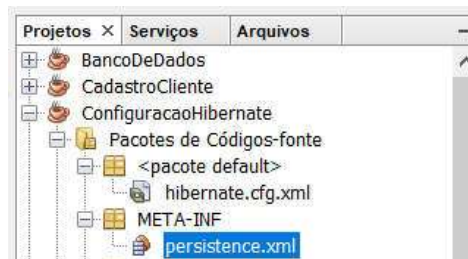 Projetos × Serviços Arquivos
BancoDeDados
CadastroCliente
ConfiguracaoHibernate
Pacotes de Códigos-fonte
<pacote default>
hibernate.cfg.xml
META-INF
persistence.xml